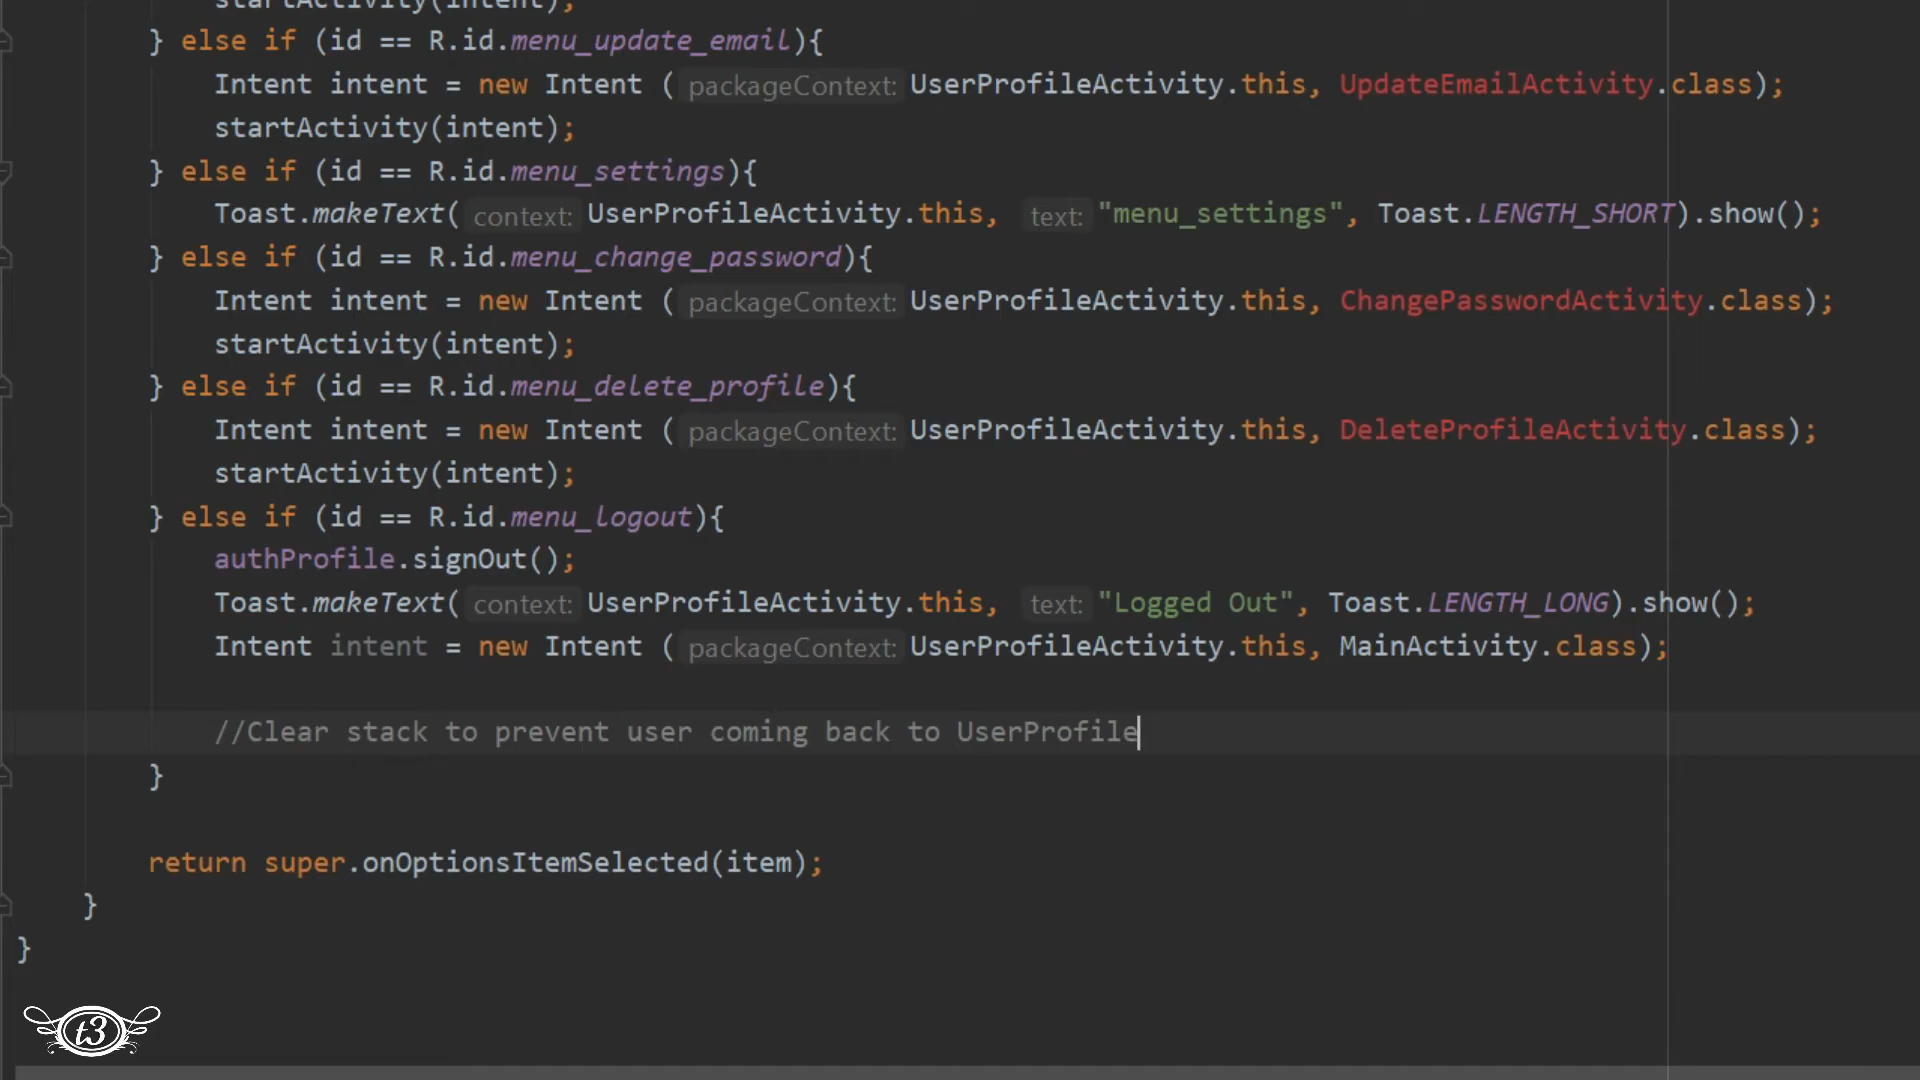 startActivity(intent);
} else if (id == R.id.menu_update_email){
Intent intent = new Intent ( packageContext: UserProfileActivity.this, UpdateEmailActivity.class);
startActivity(intent);
} else if (id == R.id.menu_settings){
Toast.makeText( context: UserProfileActivity.this, text: "menu_settings", Toast.LENGTH_SHORT).show();
} else if (id == R.id.menu_change_password){
Intent intent = new Intent ( packageContext: UserProfileActivity.this, ChangePasswordActivity.class);
startActivity(intent);
} else if (id == R.id.menu_delete_profile){
Intent intent = new Intent ( packageContext: UserProfileActivity.this, DeleteProfileActivity.class);
startActivity(intent);
} else if (id == R.id.menu_logout){
authProfile.signOut();
Toast.makeText( context: UserProfileActivity.this, text: "Logged Out", Toast.LENGTH_LONG).show();
Intent intent = new Intent ( packageContext: UserProfileActivity.this, MainActivity.class);
//Clear stack to prevent user coming back to UserProfile
}
return super.onOptionsItemSelected(item);
}
}
t3